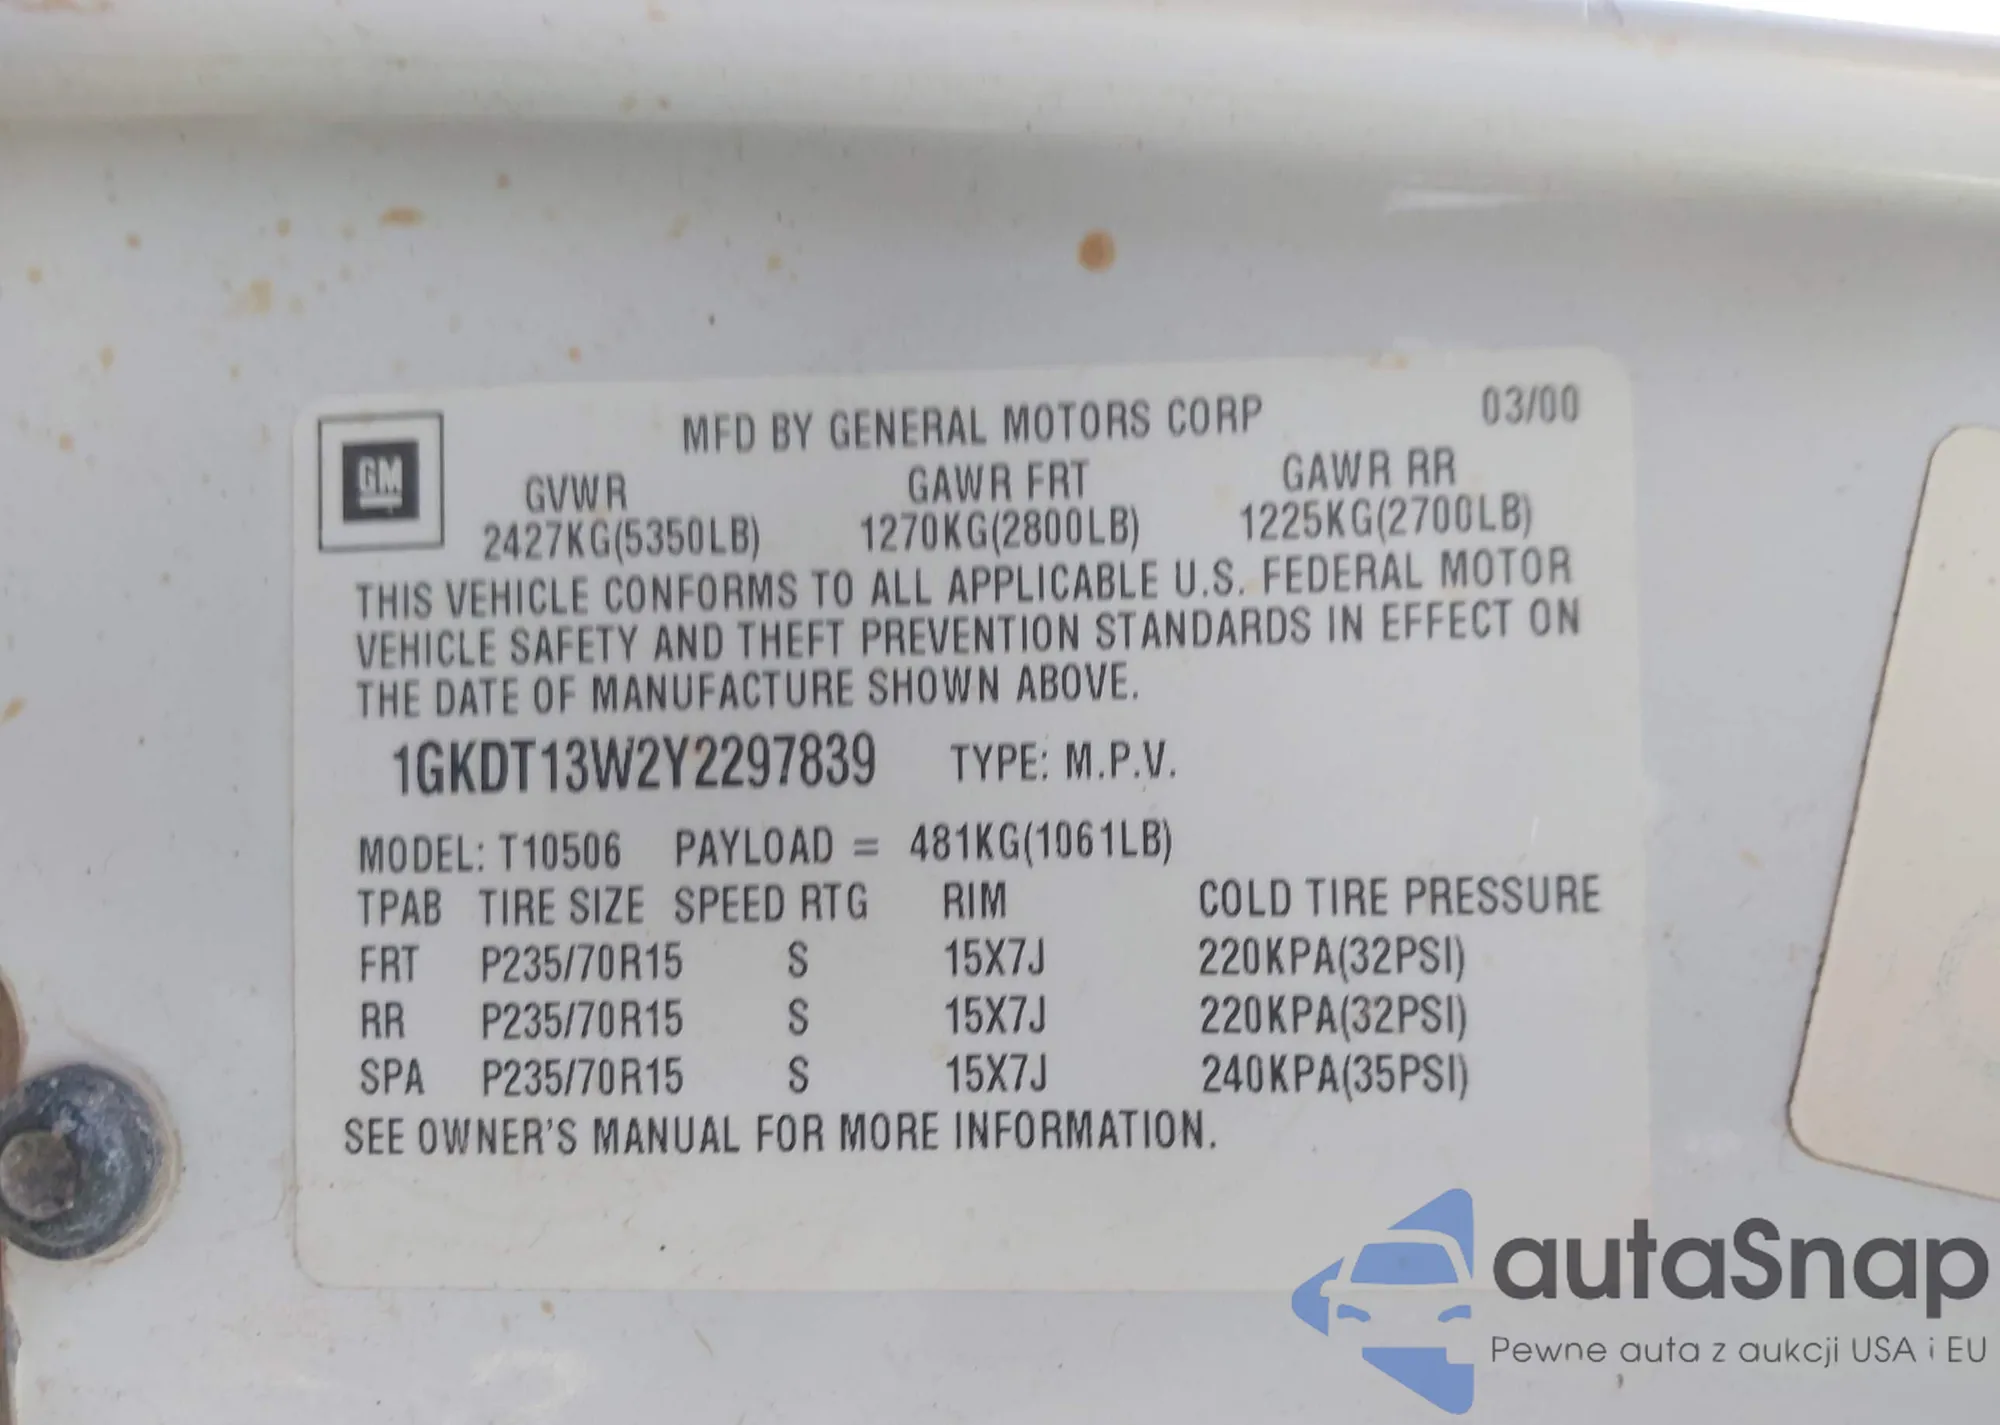 MFD BY GENERAL MOTORS CORP 03/00
GM
GVWR GAWR FRT GAWR RR
2427KG(5350LB) 1270KG(2800LB) 1225KG(2700LB)
THIS VEHICLE CONFORMS TO ALL APPLICABLE U.S. FEDERAL MOTOR
VEHICLE SAFETY AND THEFT PREVENTION STANDARDS IN EFFECT ON
THE DATE OF MANUFACTURE SHOWN ABOVE.
1GKDT13W2Y2297839 TYPE: M.P.V.
MODEL: T10506 PAYLOAD = 481KG(1061LB)
TPAB TIRE SIZE SPEED RTG RIM COLD TIRE PRESSURE
FRT P235/70R15 S 15X7J 220KPA(32PSI)
RR P235/70R15 S 15X7J 220KPA(32PSI)
SPA P235/70R15 S 15X7J 240KPA(35PSI)
SEE OWNER'S MANUAL FOR MORE INFORMATION.
autaSnap
Pewne auta z aukcji USA i EU